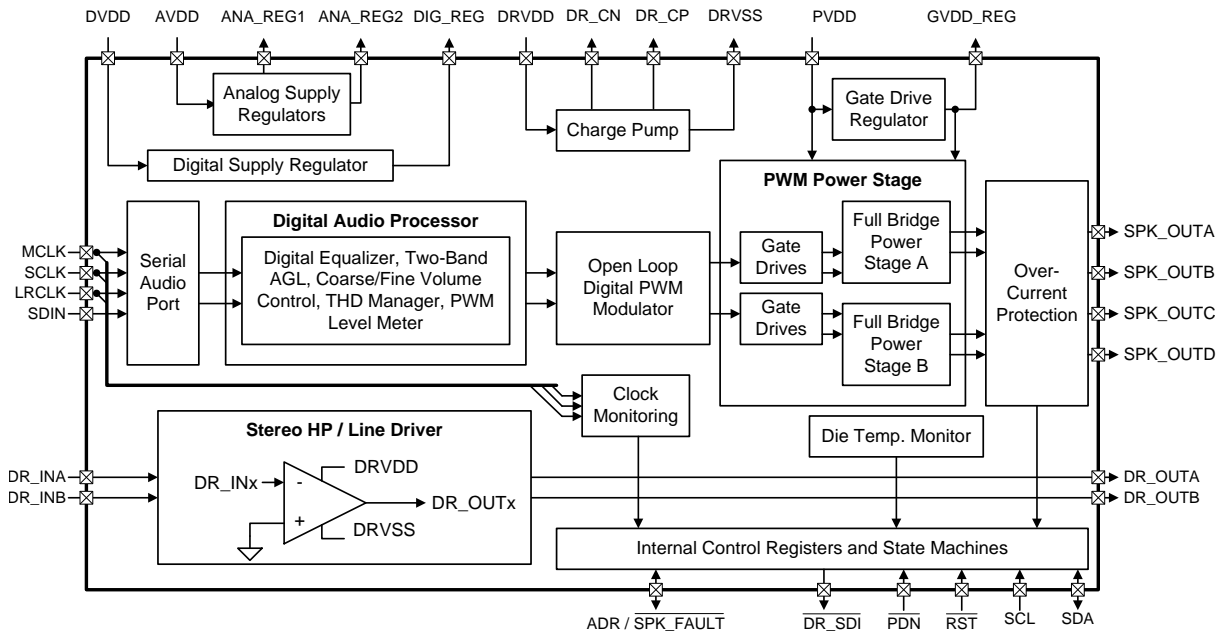 DVDD
AVDD
ANA_REG1
ANA_REG2
DIG_REG
DRVDD
DR_CN
DR_CP
DRVSS
PVDD
GVDD_REG
Analog Supply
Regulators
Charge Pump
Gate Drive
Regulator
Digital Supply Regulator
PWM Power Stage
MCLK
SCLK
LRCLK
SDIN
Serial
Audio
Port
Digital Audio Processor
Digital Equalizer, Two-Band
AGL, Coarse/Fine Volume
Control, THD Manager, PWM
Level Meter
Open Loop
Digital PWM
Modulator
Gate
Drives
Full Bridge
Power
Stage A
Gate
Drives
Full Bridge
Power
Stage B
Over-
Current
Protection
SPK_OUTA
SPK_OUTB
SPK_OUTC
SPK_OUTD
Clock
Monitoring
Die Temp. Monitor
Stereo HP / Line Driver
DR_INA
DR_INB
DR_INx
-
+
DRVDD
DRVSS
DR_OUTx
DR_OUTA
DR_OUTB
Internal Control Registers and State Machines
ADR / SPK_FAULT
DR_SDI
PDN
RST
SCL
SDA